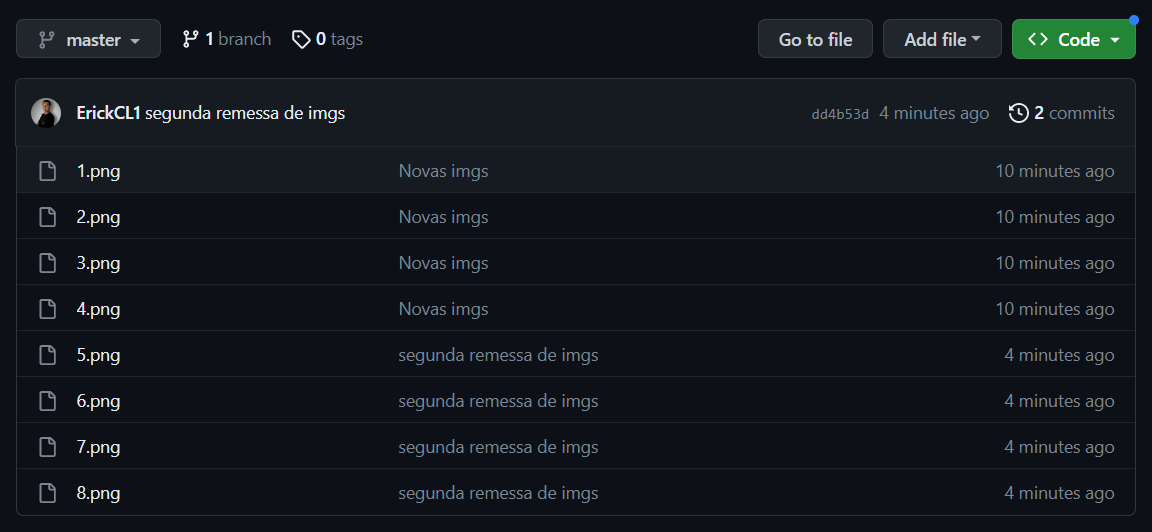 master 1 branch 0 tags Go to file Add file Code
ErickCL1 segunda remessa de imgs dd4b53d 4 minutes ago 2 commits
1.png Novas imgs 10 minutes ago
2.png Novas imgs 10 minutes ago
3.png Novas imgs 10 minutes ago
4.png Novas imgs 10 minutes ago
5.png segunda remessa de imgs 4 minutes ago
6.png segunda remessa de imgs 4 minutes ago
7.png segunda remessa de imgs 4 minutes ago
8.png segunda remessa de imgs 4 minutes ago